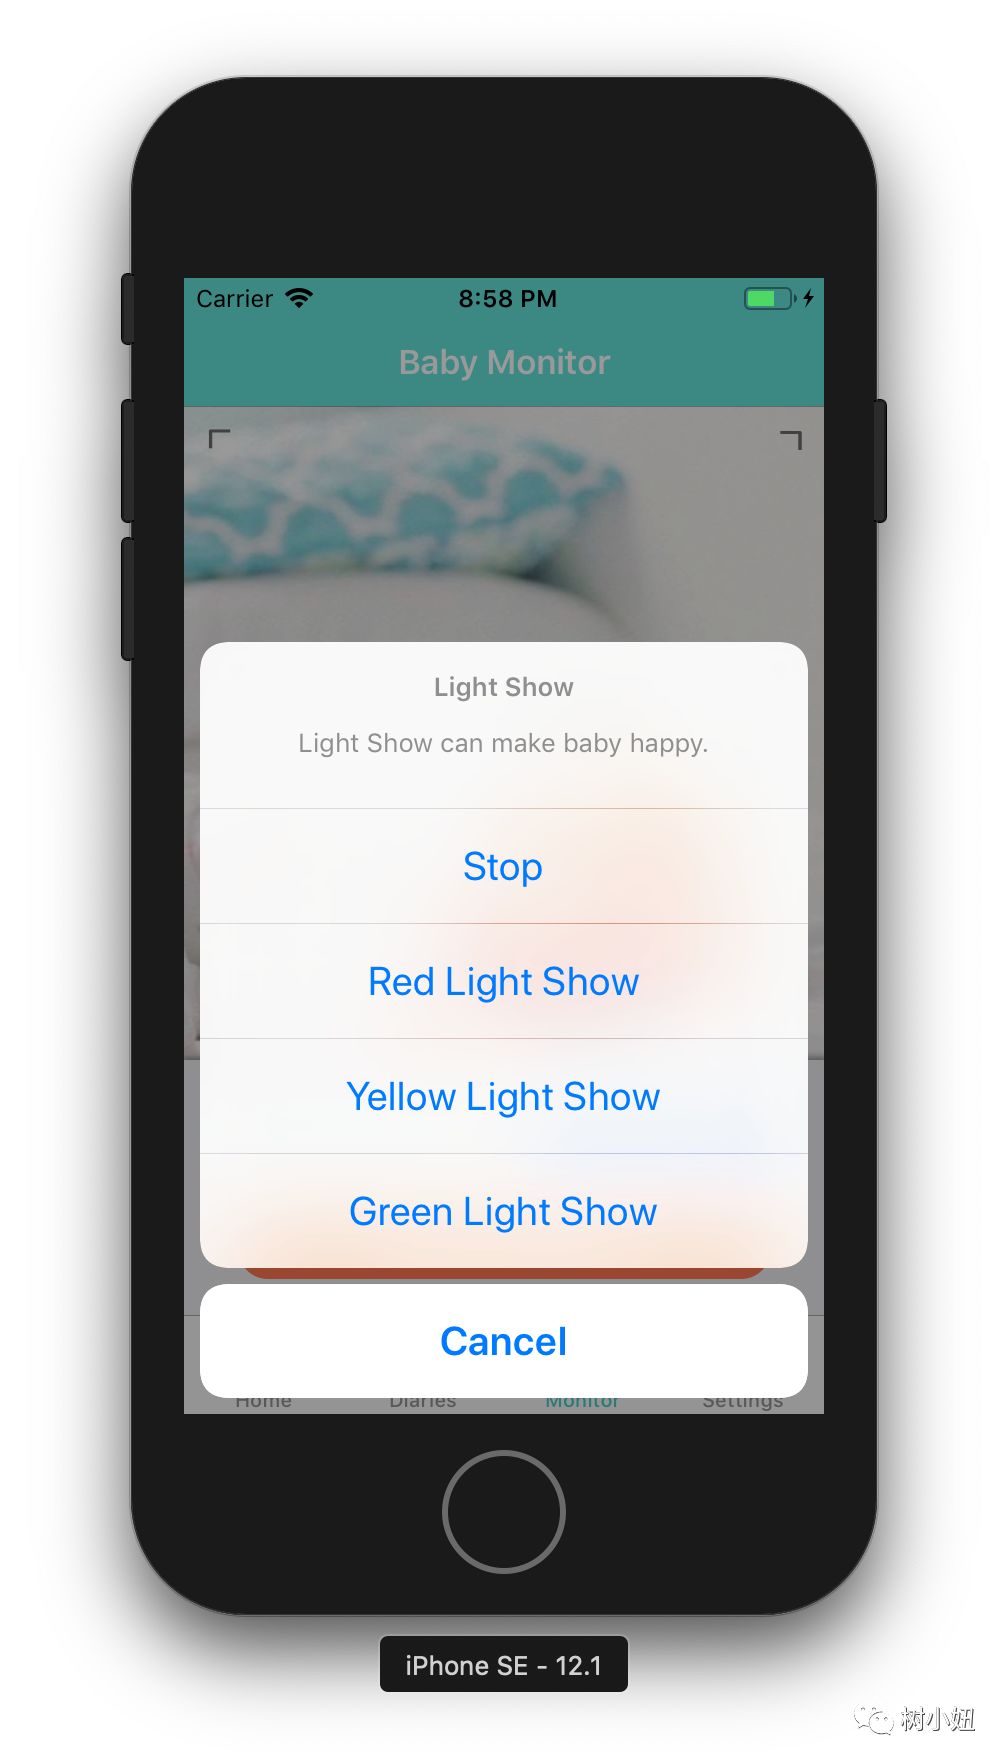 Carrier
8:58 PM
Baby Monitor
Light Show
Light Show can make baby happy.
Stop
Red Light Show
Yellow Light Show
Green Light Show
Cancel
Home
Diaries
Monitor
Settings
iPhone SE - 12.1
树小妞